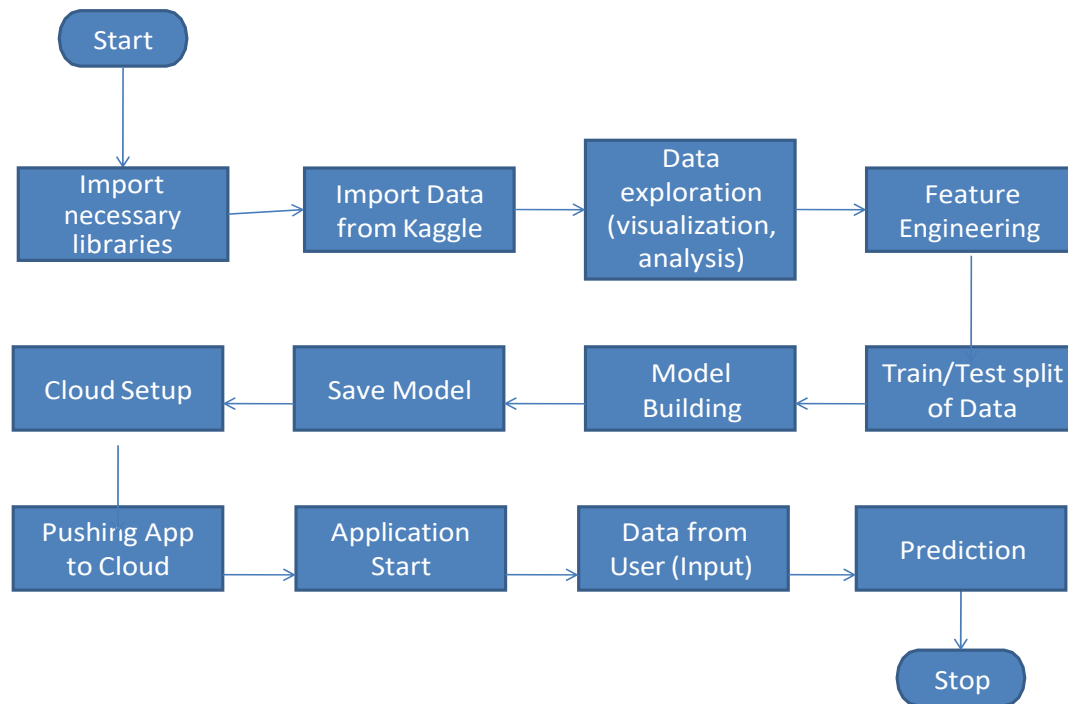 Start
Import
necessary
libraries
Import Data
from Kaggle
Data
exploration
(visualization,
analysis)
Feature
Engineering
Cloud Setup
Save Model
Model
Building
Train/Test split
of Data
Pushing App
to Cloud
Application
Start
Data from
User (Input)
Prediction
Stop